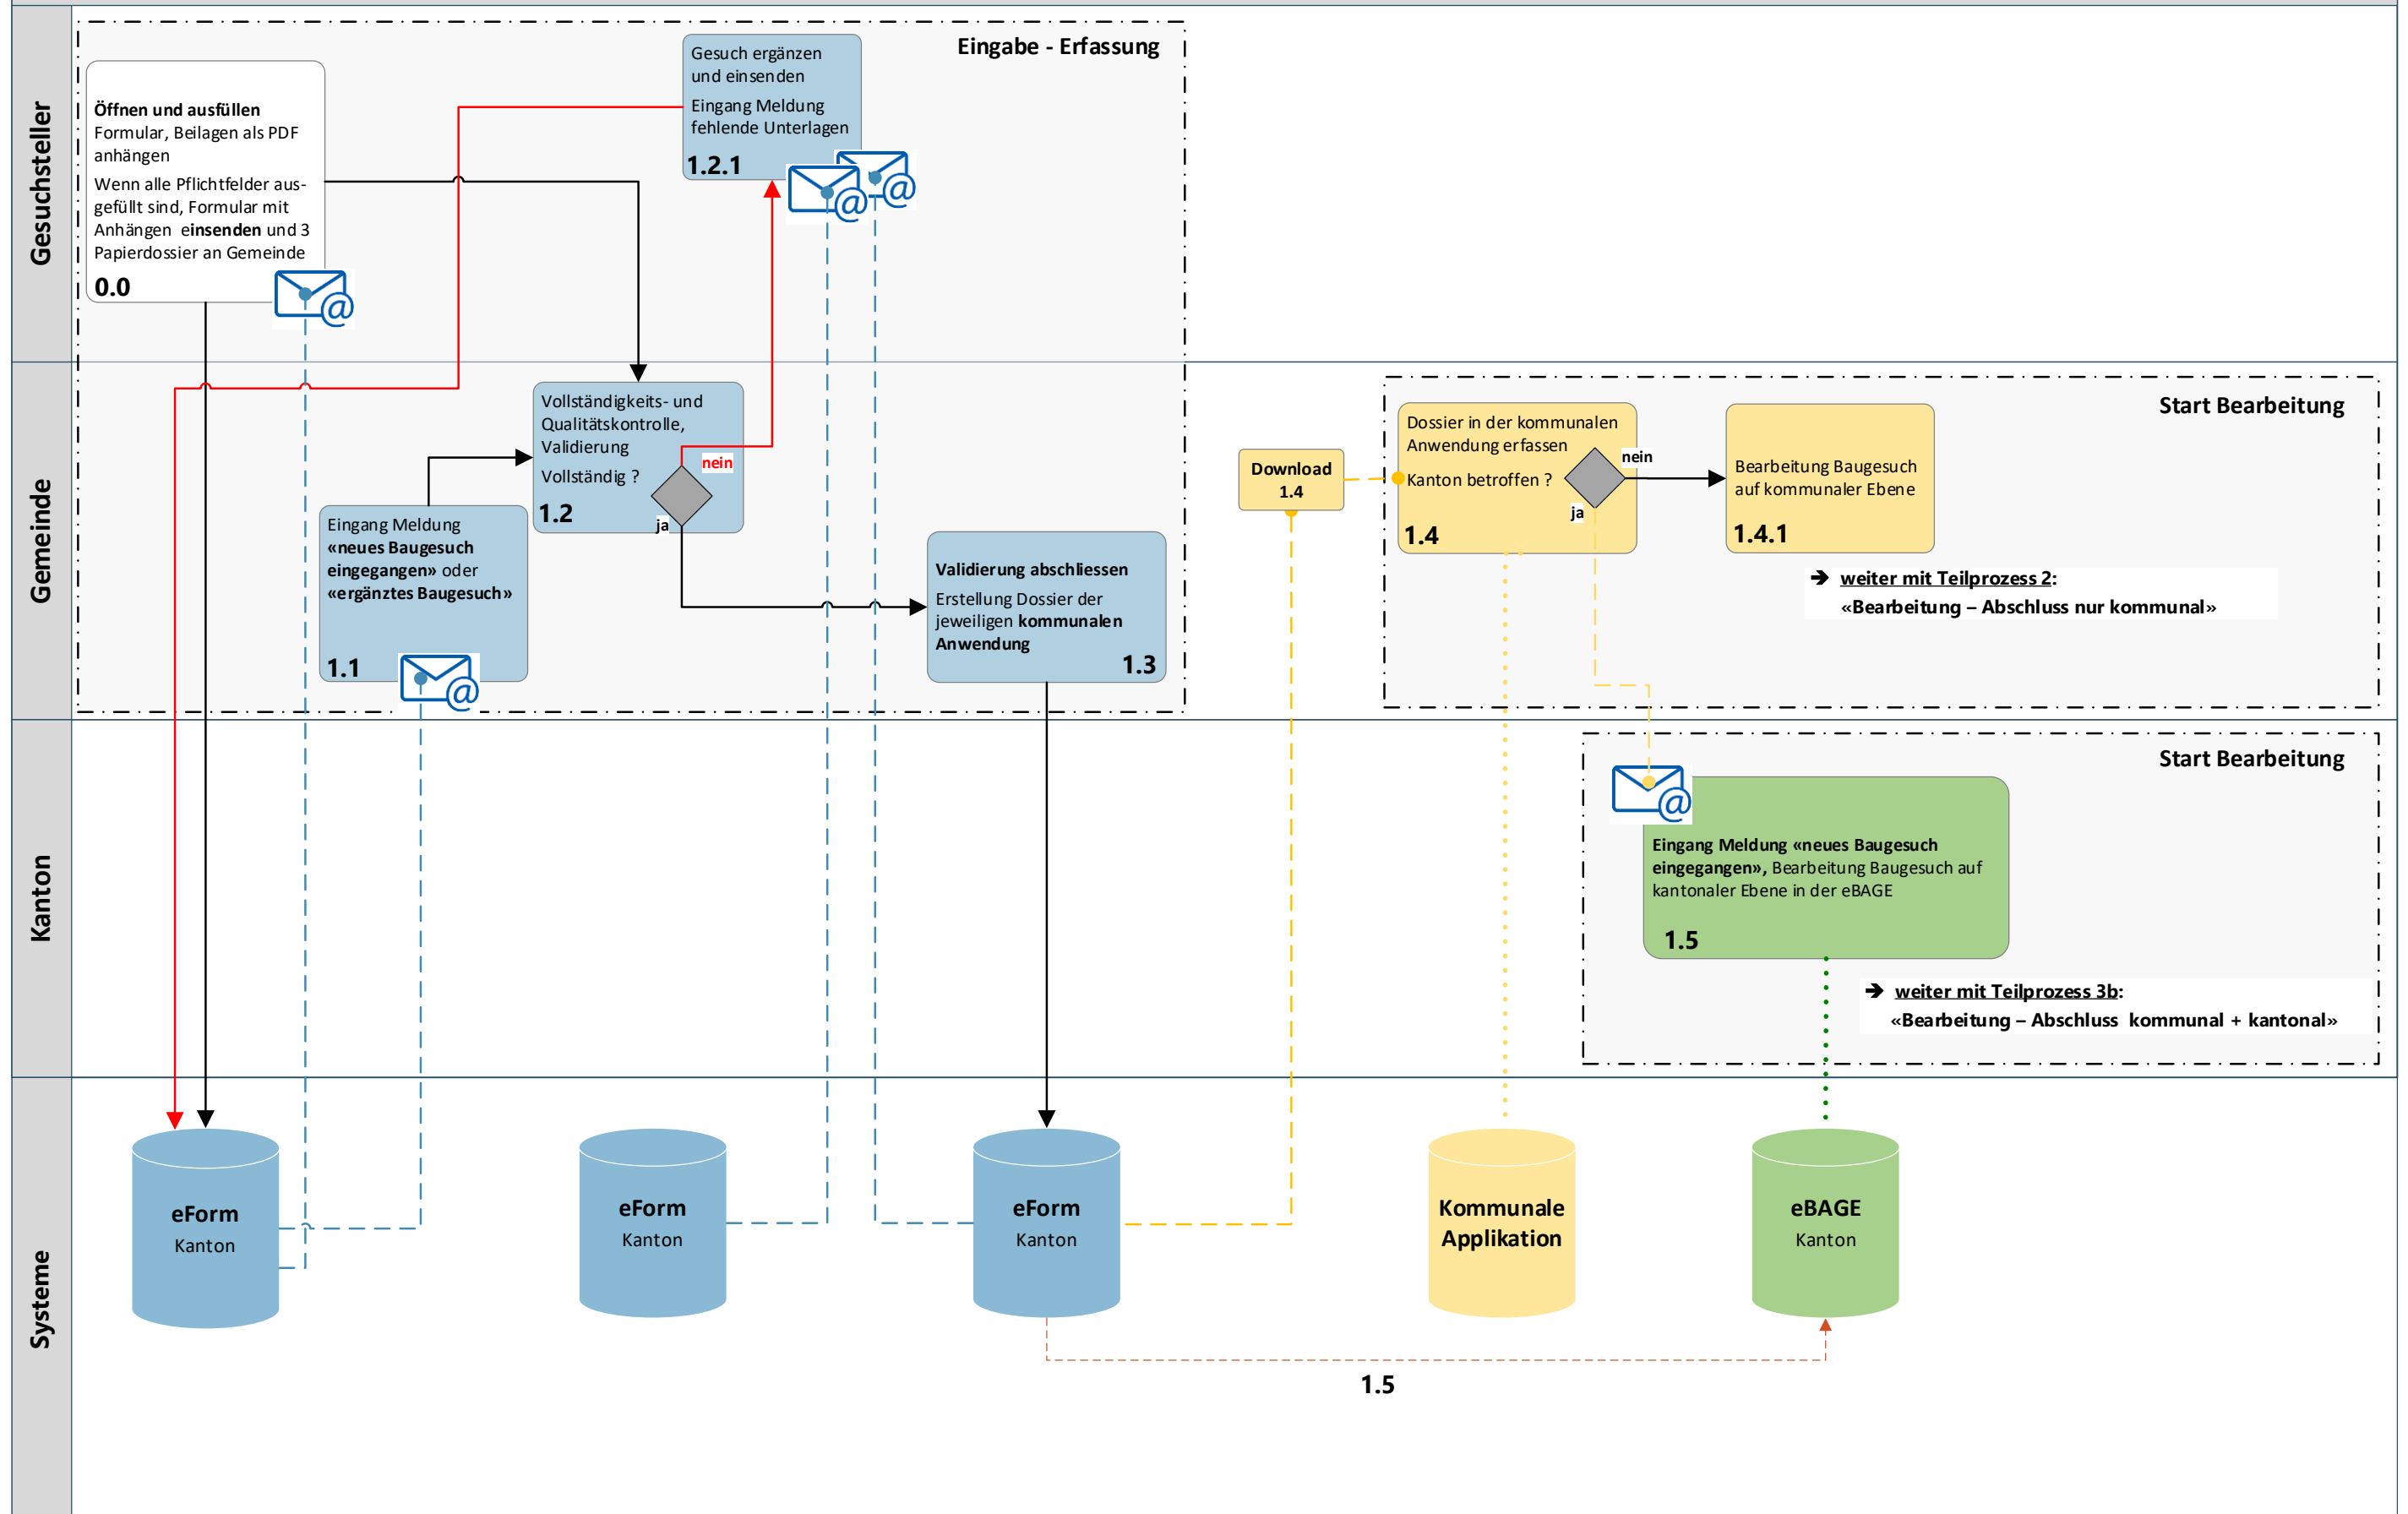 Gesuchsteller
Eingabe - Erfassung
Öffnen und ausfüllen
Formular, Beilagen als PDF
anhängen
Wenn alle Pflichtfelder aus-
gefüllt sind, Formular mit
Anhängen einsenden und 3
Papierdossier an Gemeinde
0.0
@
Gesuch ergänzen
und einsenden
Eingang Meldung
fehlende Unterlagen
1.2.1
@
@
Gemeinde
Eingang Meldung
«neues Baugesuch
eingegangen» oder
«ergänztes Baugesuch»
1.1
@
Vollständigkeits- und
Qualitätskontrolle,
Validierung
Vollständig ?
1.2
nein
ja
Validierung abschliessen
Erstellung Dossier der
jeweiligen kommunalen
Anwendung
1.3
Download
1.4
Start Bearbeitung
Dossier in der kommunalen
Anwendung erfassen
Kanton betroffen ?
1.4
nein
ja
Bearbeitung Baugesuch
auf kommunaler Ebene
1.4.1
➔ weiter mit Teilprozess 2:
«Bearbeitung – Abschluss nur kommunal»
Kanton
Start Bearbeitung
@
Eingang Meldung «neues Baugesuch
eingegangen», Bearbeitung Baugesuch auf
kantonaler Ebene in der eBAGE
1.5
➔ weiter mit Teilprozess 3b:
«Bearbeitung – Abschluss kommunal + kantonal»
Systeme
eForm
Kanton
eForm
Kanton
eForm
Kanton
Kommunale
Applikation
eBAGE
Kanton
1.5